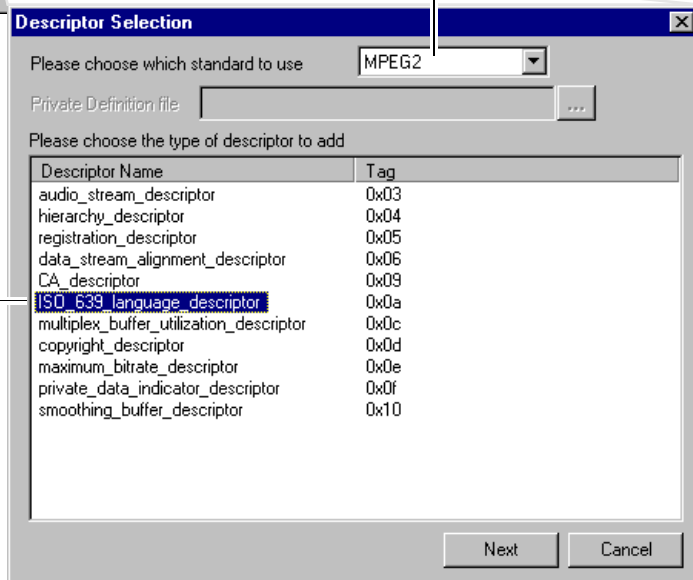 Descriptor Selection
Please choose which standard to use MPEG2
Private Definition file ...
Please choose the type of descriptor to add
Descriptor Name Tag
audio_stream_descriptor 0x03
hierarchy_descriptor 0x04
registration_descriptor 0x05
data_stream_alignment_descriptor 0x06
CA_descriptor 0x09
ISO_639_language_descriptor 0x0a
multiplex_buffer_utilization_descriptor 0x0c
copyright_descriptor 0x0d
maximum_bitrate_descriptor 0x0e
private_data_indicator_descriptor 0x0f
smoothing_buffer_descriptor 0x10
Next Cancel